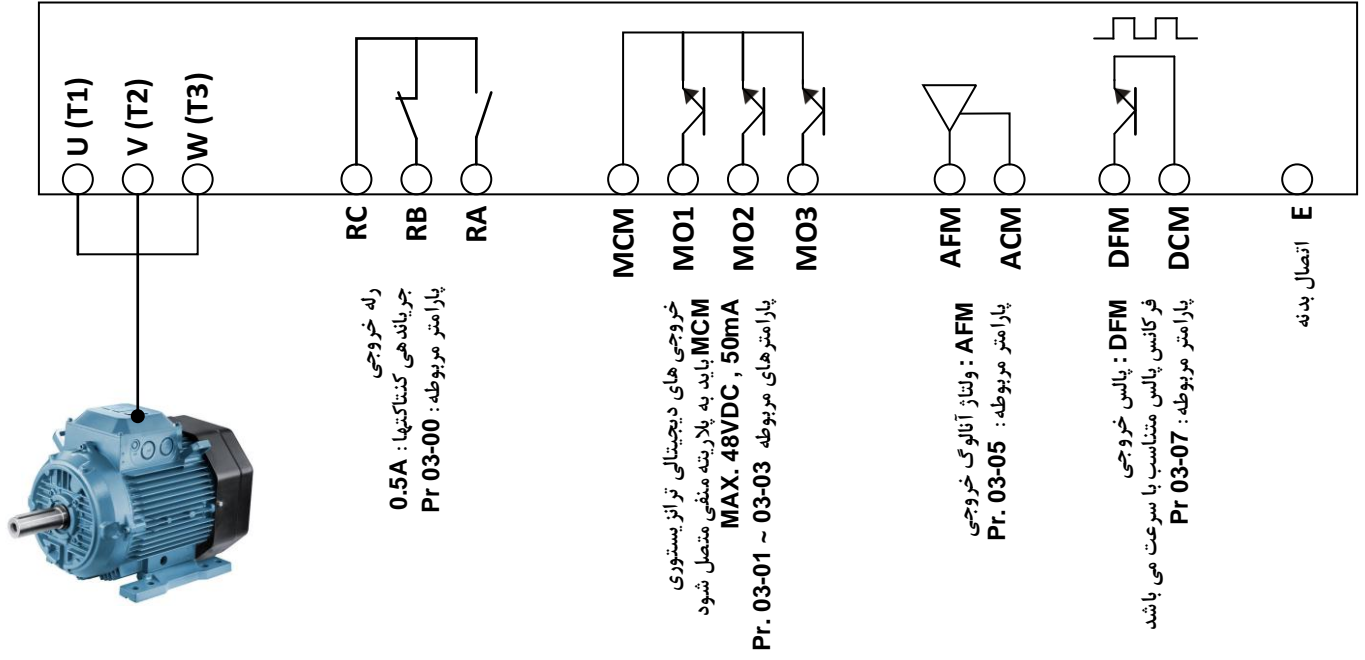 U (T1)
V (T2)
W (T3)
RC
RB
RA
رله خروجی
جریاندهی کنتاکتها : 0.5A
پارامتر مربوطه : Pr 03-00
MCM
MO1
MO2
MO3
خروجی های دیجیتالی ترانزیستوری
MCM باید به پلاریته منفی متصل شود
MAX. 48VDC , 50mA
پارامترهای مربوطه Pr. 03-01 ~ 03-03
AFM
ACM
AFM : ولتاژ آنالوگ خروجی
پارامتر مربوطه : Pr. 03-05
DFM
DCM
DFM : پالس خروجی
فرکانس پالس متناسب با سرعت می باشد
پارامتر مربوطه : Pr 03-07
E
اتصال بدنه